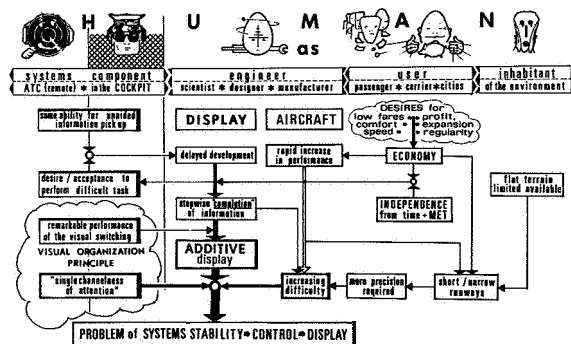 H U M A N
as
systems component
ATC (remote) * in the COCKPIT
engineer
scientist * designer * manufacturer
user
passenger * carrier * cities
inhabitant
of the environment
some ability for unaided
information pick up
DISPLAY
AIRCRAFT
DESIRES for
low fares profit,
comfort expansion
speed regularity
delayed development
rapid increase
in performance
ECONOMY
desire / acceptance to
perform difficult task
flat terrain
limited available
stepwise "completion"
of information
INDEPENDENCE
from time + MET
remarkable performance
of the visual switching
VISUAL ORGANIZATION
PRINCIPLE
ADDITIVE
display
"single channelness
of attention"
increasing
difficulty
more precision
required
short / narrow
runways
PROBLEM of SYSTEMS STABILITY CONTROL DISPLAY